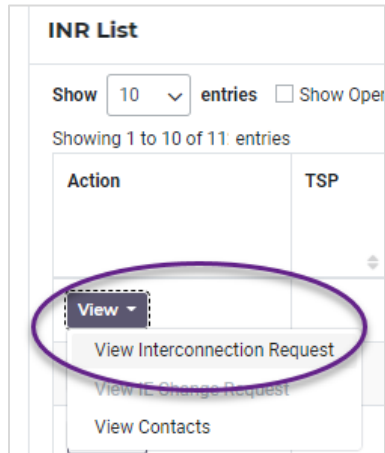 INR List
Show 10 entries Show Oper
Showing 1 to 10 of 11 entries
Action TSP
View
View Interconnection Request
View IE Change Request
View Contacts